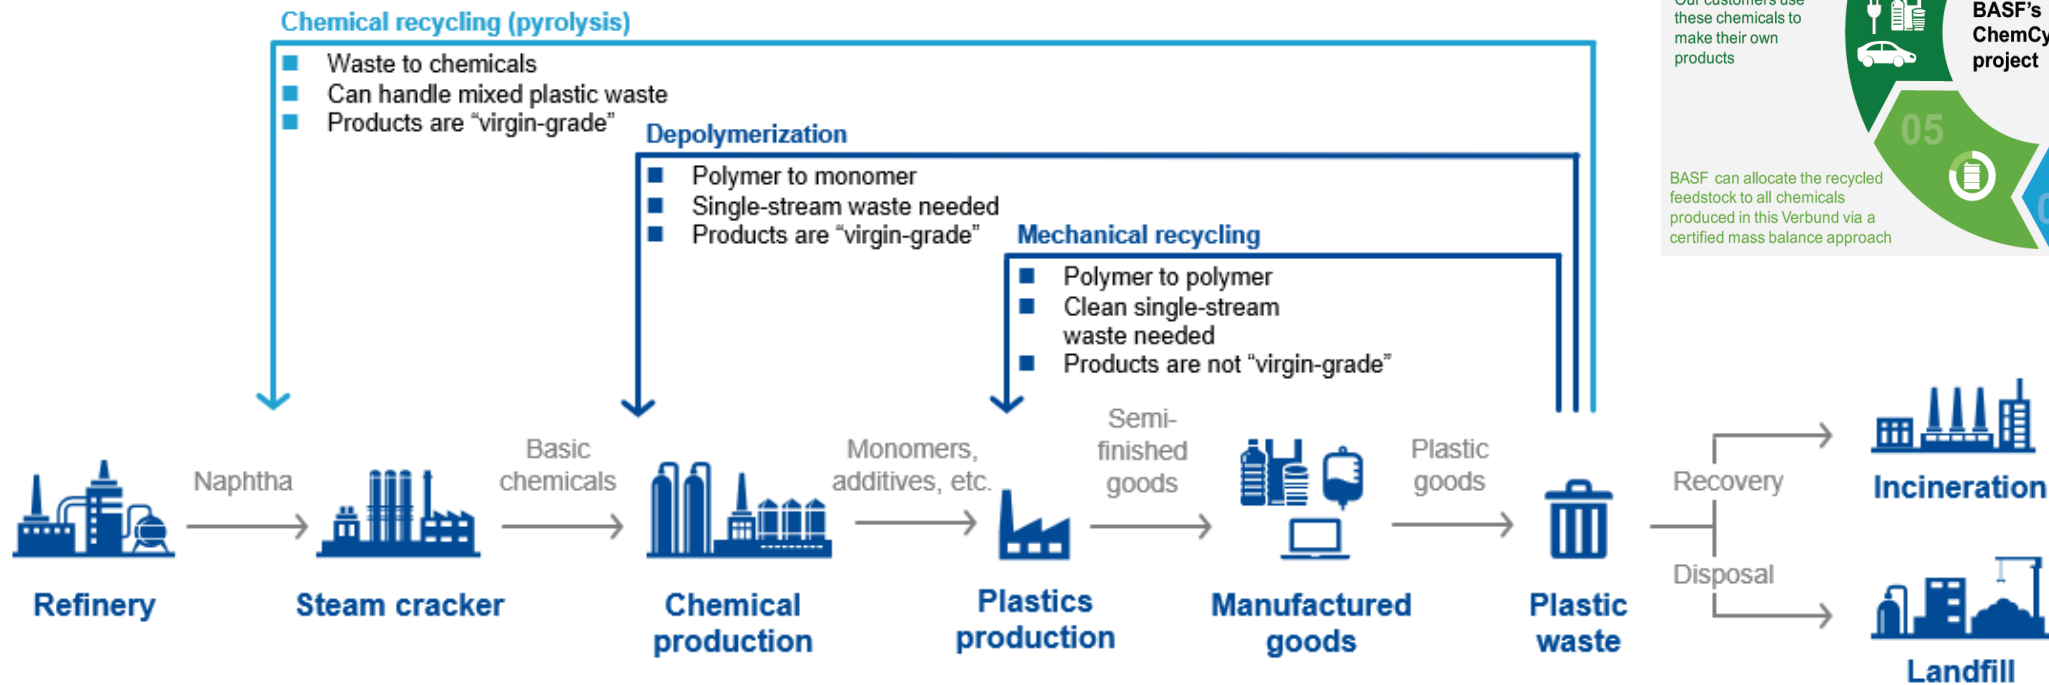 Chemical recycling (pyrolysis)
Waste to chemicals
Can handle mixed plastic waste
Products are “virgin-grade”
Depolymerization
Polymer to monomer
Single-stream waste needed
Products are “virgin-grade”
Mechanical recycling
Polymer to polymer
Clean single-stream
waste needed
Products are not “virgin-grade”
these chemicals to
make their own
products
BASF's
project
05
BASF can allocate the recycled
feedstock to all chemicals
produced in this Verbund via a
certified mass balance approach
Naphtha
Basic
chemicals
Monomers,
additives, etc.
Semi-
finished
goods
Plastic
goods
Recovery
Disposal
Refinery
Steam cracker
Chemical
production
Plastics
production
Manufactured
goods
Plastic
waste
Incineration
Landfill